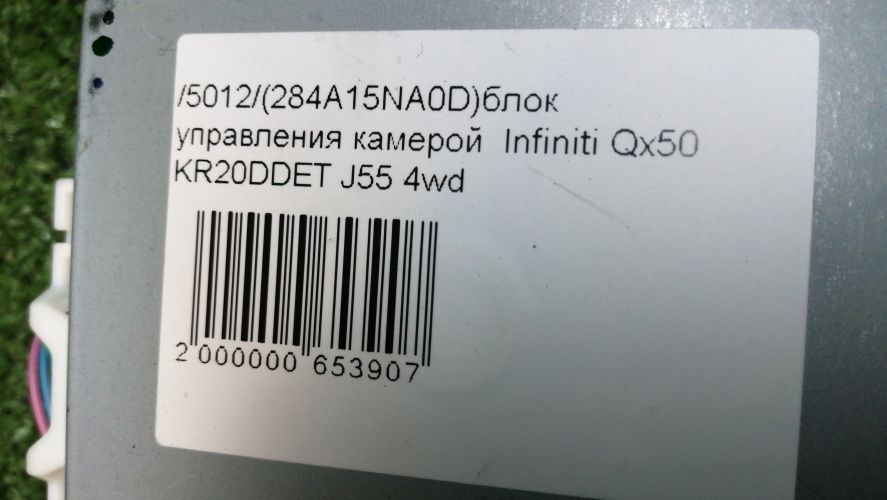 /5012/(284A15NA0D)блок
управления камерой Infiniti Qx50
KR20DDET J55 4wd
2 000000 653907